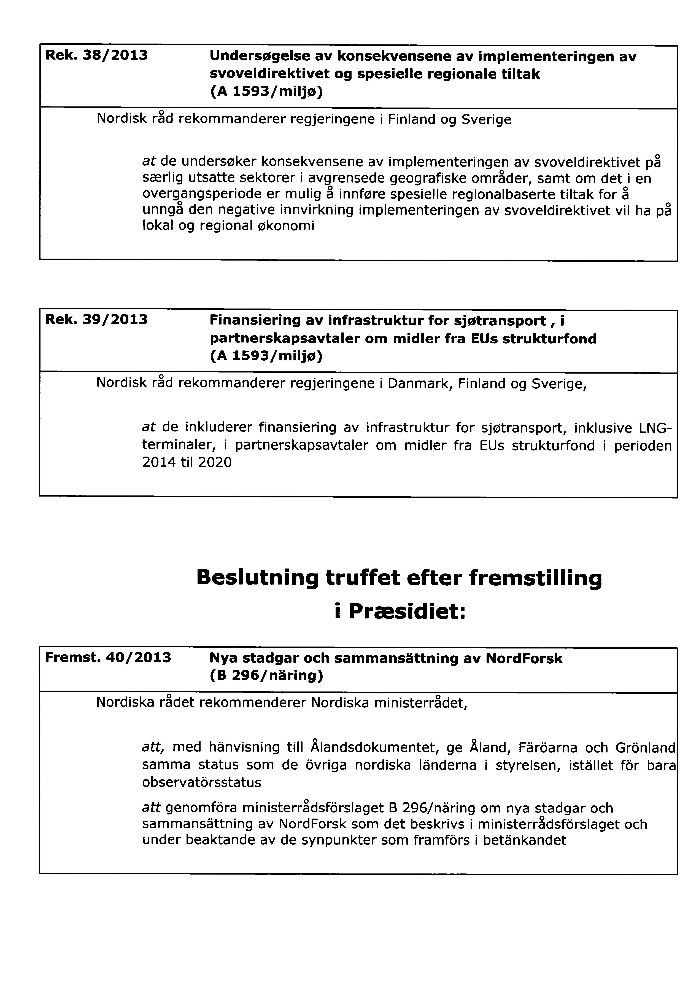 Rek. 38/2013 Undersøgelse av konsekvensene av implementeringen av
svoveldirektivet og spesielle regionale tiltak
(A 1593/miljø)
Nordisk råd rekommanderer regjeringene i Finland og Sverige
at de undersøker konsekvensene av implementeringen av svoveldirektivet på
særlig utsatte sektorer i avgrensede geografiske områder, samt om det i en
overgangsperiode er mulig å innføre spesielle regionalbaserte tiltak for å
unngå den negative innvirkning implementeringen av svoveldirektivet vil ha på
lokal og regional økonomi
Rek. 39/2013 Finansiering av infrastruktur for sjøtransport , i
partnerskapsavtaler om midler fra EUs strukturfond
(A 1593/miljø)
Nordisk råd rekommanderer regjeringene i Danmark, Finland og Sverige,
at de inkluderer finansiering av infrastruktur for sjøtransport, inklusive LNG-
terminaler, i partnerskapsavtaler om midler fra EUs strukturfond i perioden
2014 til 2020
Beslutning truffet efter fremstilling
i Præsidiet:
Fremst. 40/2013 Nya stadgar och sammansättning av NordForsk
(B 296/näring)
Nordiska rådet rekommenderer Nordiska ministerrådet,
att, med hänvisning till Ålandsdokumentet, ge Åland, Färöarna och Grönland
samma status som de övriga nordiska länderna i styrelsen, istället för bara
observatörsstatus
att genomföra ministerrådsförslaget B 296/näring om nya stadgar och
sammansättning av NordForsk som det beskrivs i ministerrådsförslaget och
under beaktande av de synpunkter som framförs i betänkandet